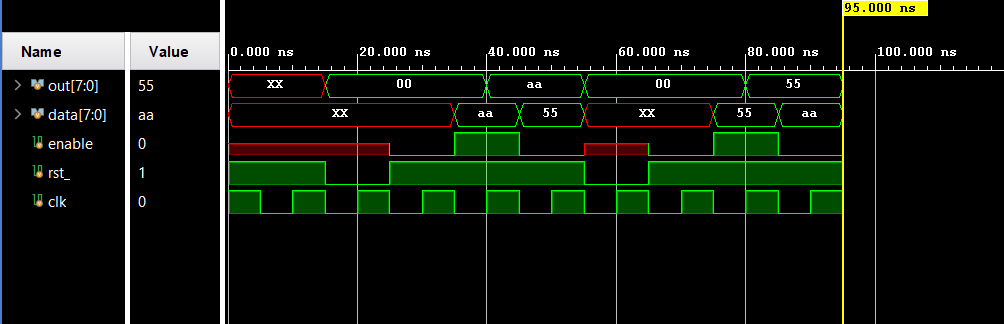 95.000 ns
Name Value 0.000 ns 20.000 ns 40.000 ns 60.000 ns 80.000 ns 100.000 ns
out[7:0] 55 XX 00 aa 00 55
data[7:0] aa XX aa 55 XX 55 aa
enable 0
rst_ 1
clk 0